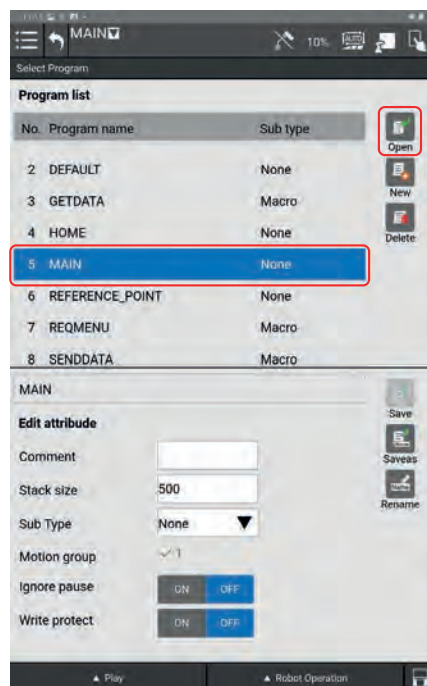 MAIN
10%
AUTO
Select Program
Program list
No. Program name Sub type
Open
2 DEFAULT None
3 GETDATA Macro
New
4 HOME None
Delete
5 MAIN None
6 REFERENCE_POINT None
7 REQMENU Macro
8 SENDDATA Macro
MAIN
Save
Edit attribude
Comment
Saveas
Stack size 500
Rename
Sub Type None
Motion group 1
Ignore pause ON OFF
Write protect ON OFF
Play Robot Operation